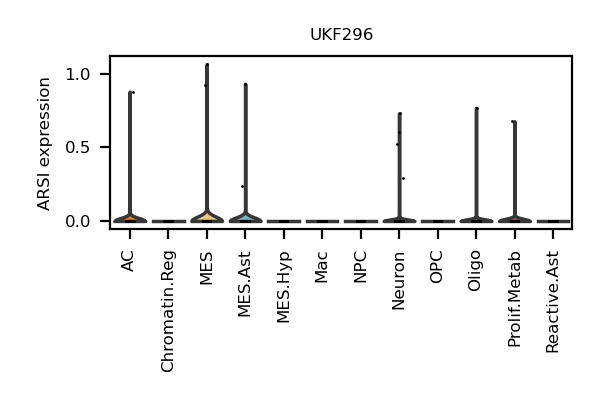 UKF296
ARSI expression
1.0
0.5
0.0
AC
Chromatin.Reg
MES
MES.Ast
MES.Hyp
Mac
NPC
Neuron
OPC
Oligo
Prolif.Metab
Reactive.Ast